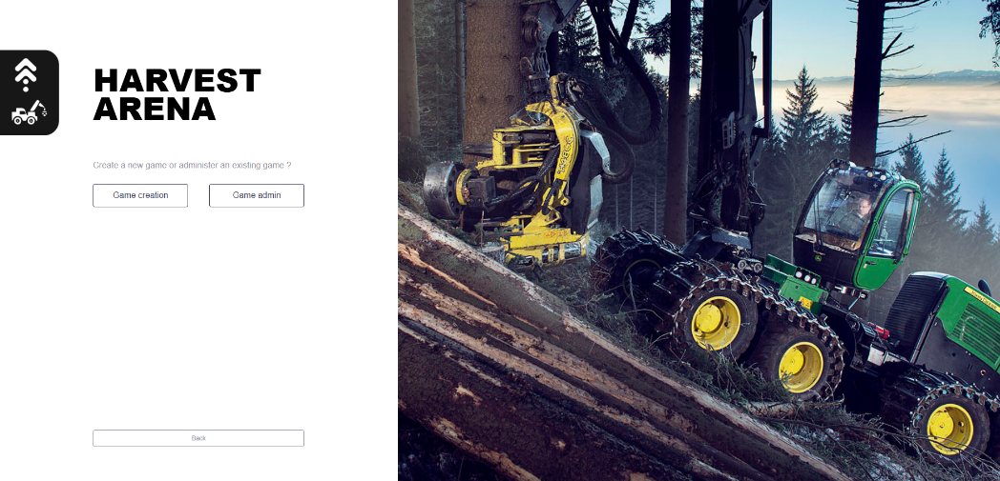 HARVEST
ARENA
Create a new game or administer an existing game ?
Game creation
Game admin
Back